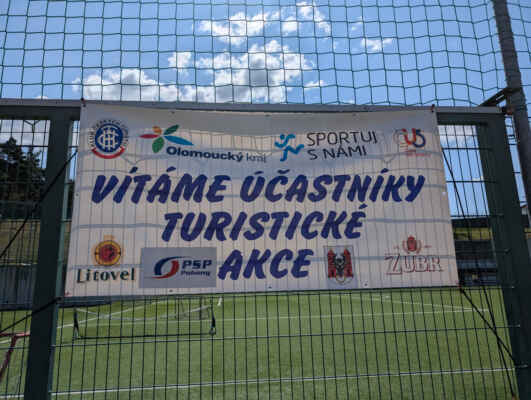 Olomoucký kraj
SPORTUJ
S NÁMI
VÍTÁME ÚČASTNÍKY
TURISTICKÉ
AKCE
Litovel
PSP
Pohony
ZUBR